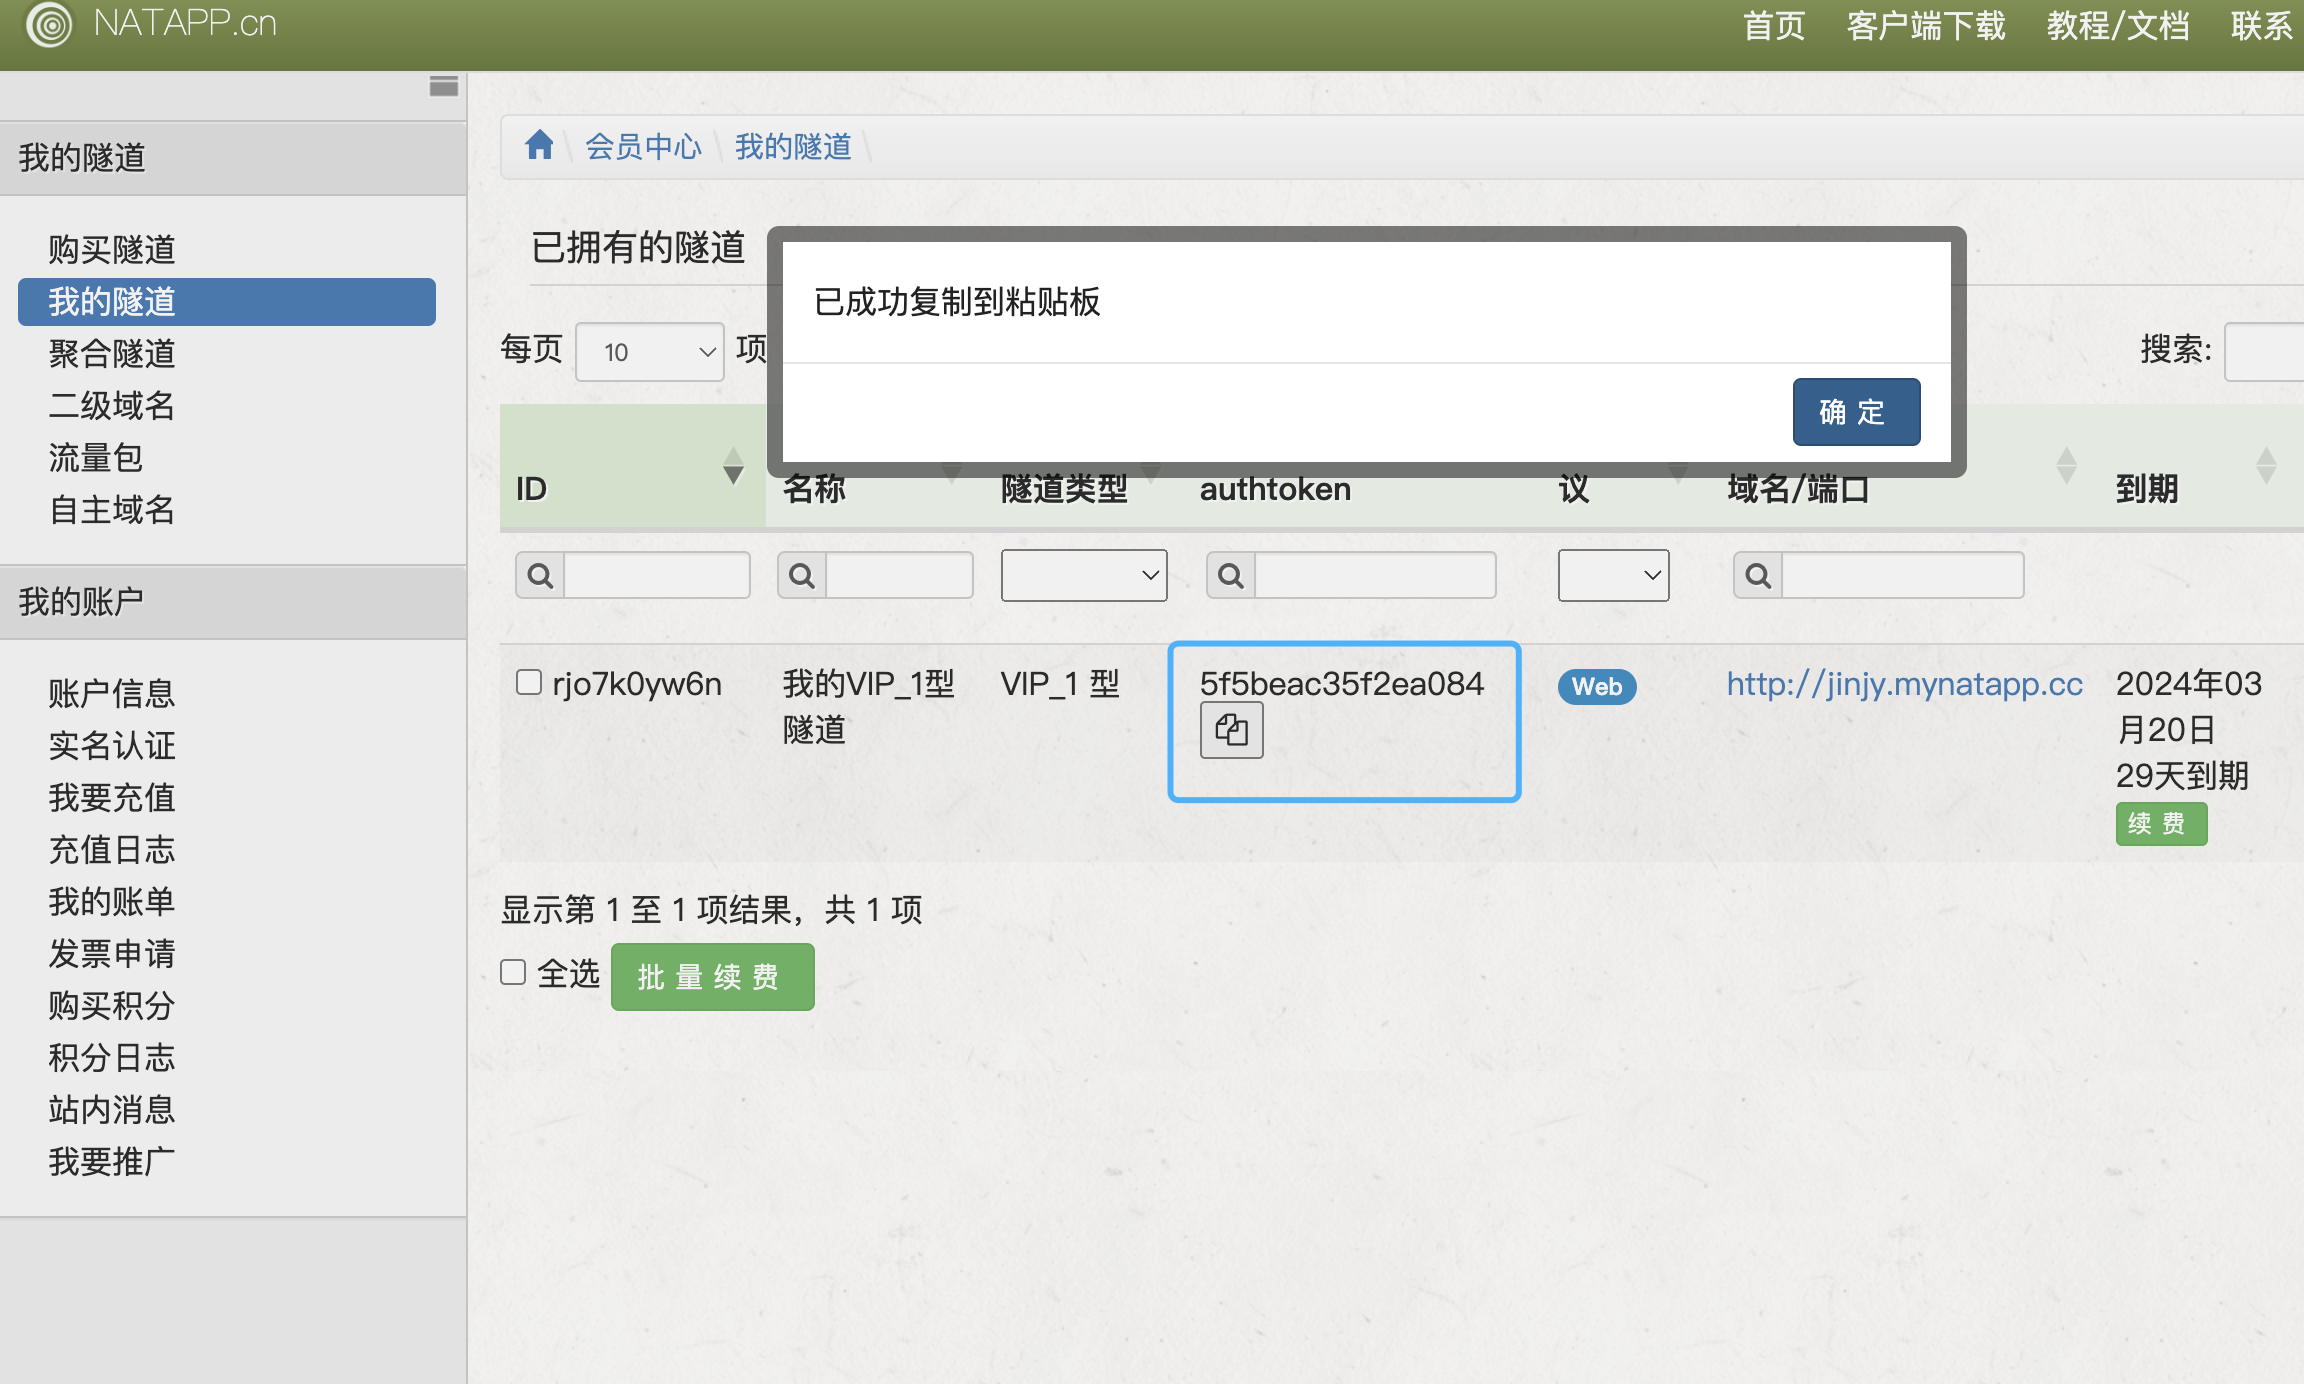 NATAPP.cn
首页 客户端下载 教程/文档 联系
我的隧道
购买隧道
我的隧道
聚合隧道
二级域名
流量包
自主域名
我的账户
账户信息
实名认证
我要充值
充值日志
我的账单
发票申请
购买积分
积分日志
站内消息
我要推广
会员中心 我的隧道
已拥有的隧道
已成功复制到粘贴板
确 定
每页 10 项
搜索:
ID 名称 隧道类型 authtoken 议 域名/端口 到期
rjo7k0yw6n 我的VIP_1型 VIP_1 型 5f5beac35f2ea084 Web http://jinjy.mynatapp.cc 2024年03
隧道 月20日
29天到期
续 费
显示第 1 至 1 项结果，共 1 项
全选 批 量 续 费